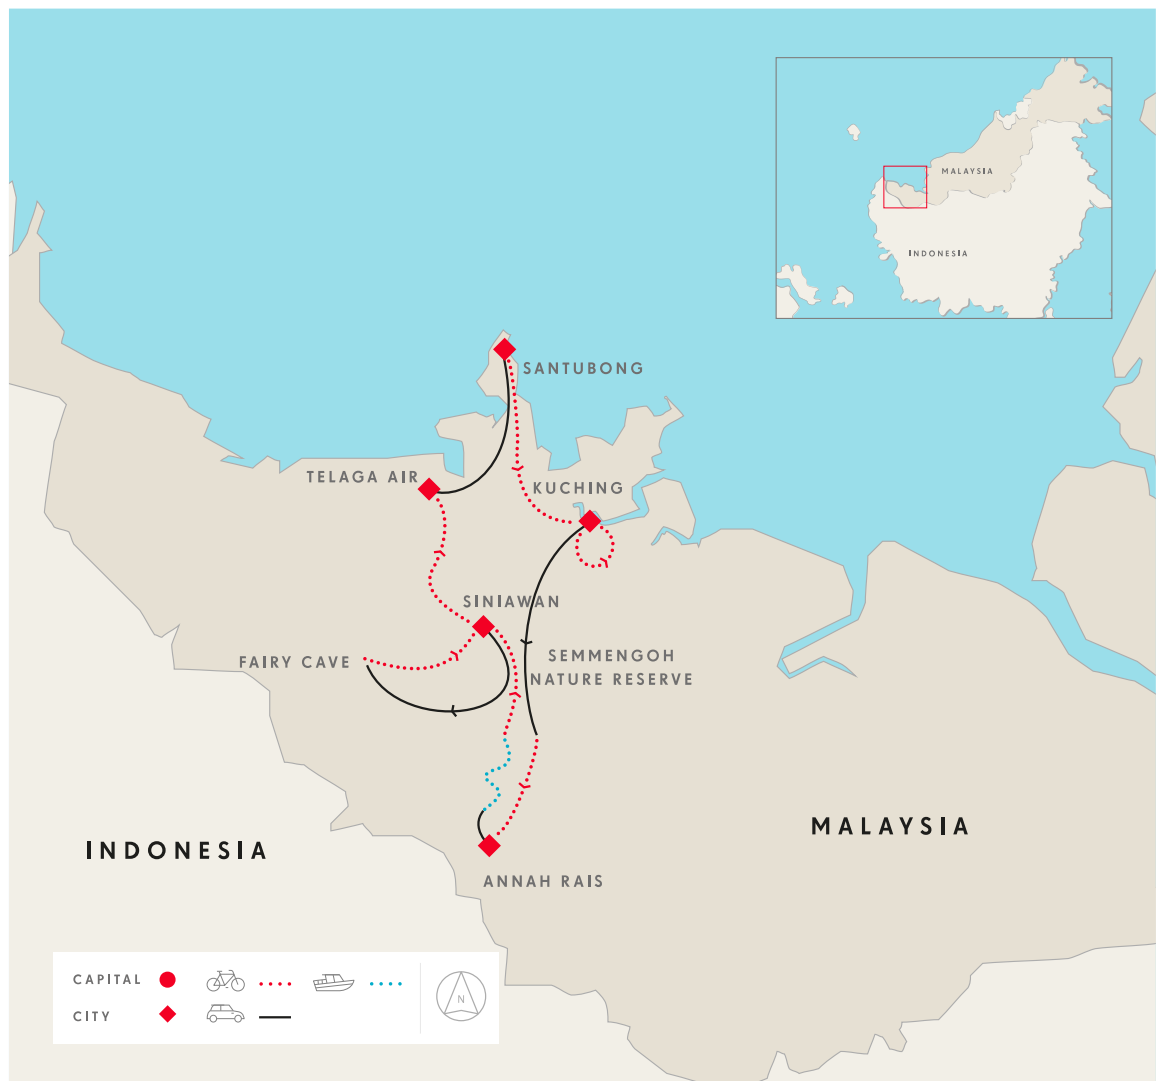 MALAYSIA
INDONESIA
SANTUBONG
TELAGA AIR
KUCHING
SINIAWAN
FAIRY CAVE
SEMMENGOH
NATURE RESERVE
MALAYSIA
INDONESIA
ANNAH RAIS
CAPITAL
CITY
N